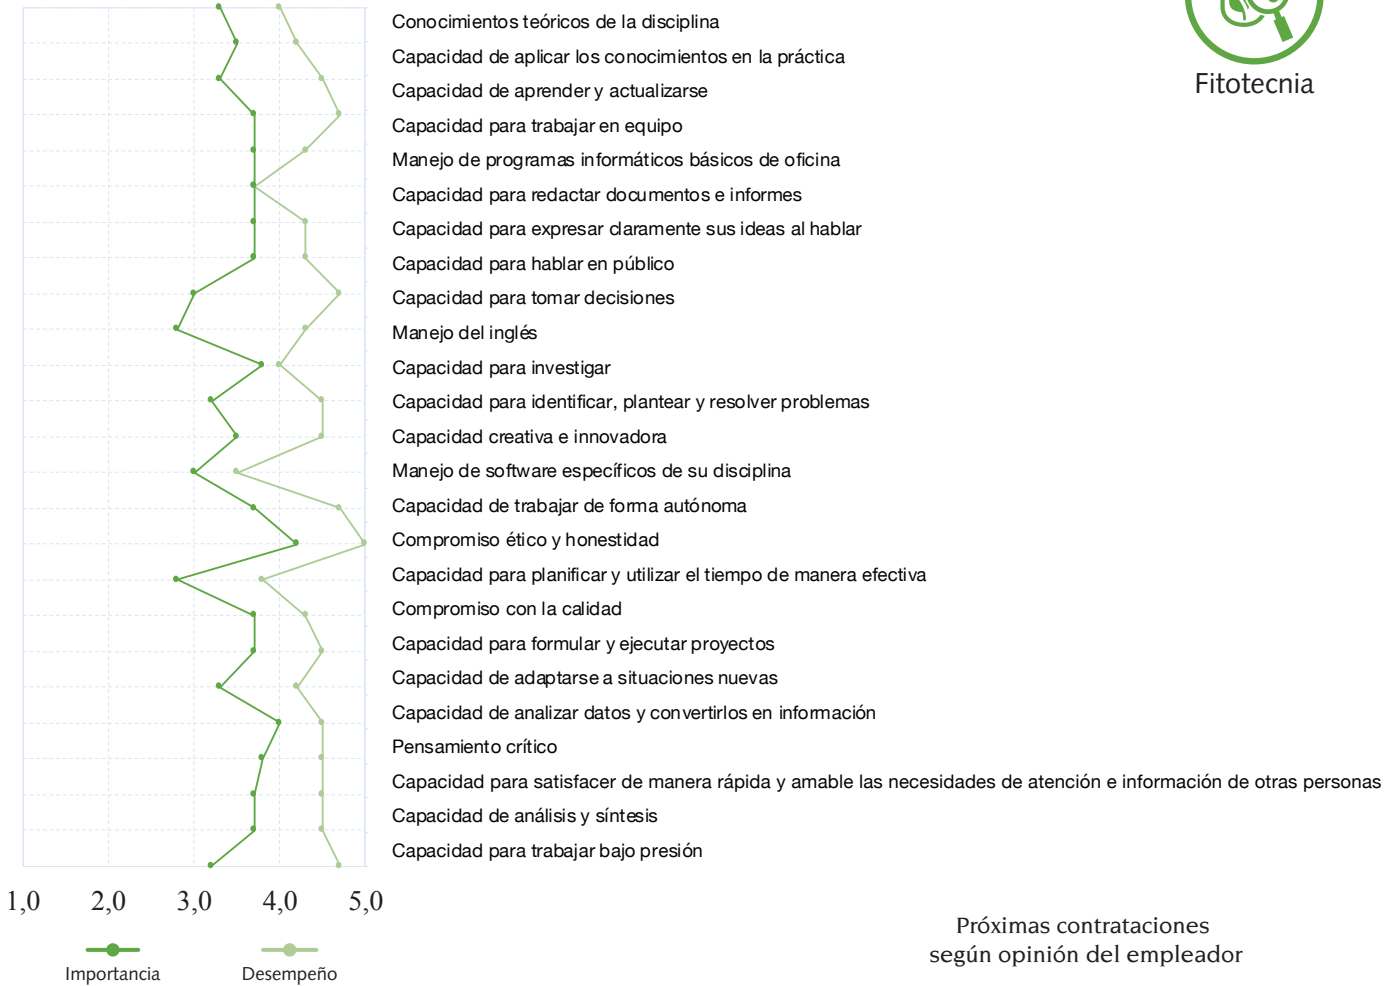 Conocimientos teóricos de la disciplina
Capacidad de aplicar los conocimientos en la práctica
Capacidad de aprender y actualizarse
Capacidad para trabajar en equipo
Manejo de programas informáticos básicos de oficina
Capacidad para redactar documentos e informes
Capacidad para expresar claramente sus ideas al hablar
Capacidad para hablar en público
Capacidad para tomar decisiones
Manejo del inglés
Capacidad para investigar
Capacidad para identificar, plantear y resolver problemas
Capacidad creativa e innovadora
Manejo de software específicos de su disciplina
Capacidad de trabajar de forma autónoma
Compromiso ético y honestidad
Capacidad para planificar y utilizar el tiempo de manera efectiva
Compromiso con la calidad
Capacidad para formular y ejecutar proyectos
Capacidad de adaptarse a situaciones nuevas
Capacidad de analizar datos y convertirlos en información
Pensamiento crítico
Capacidad para satisfacer de manera rápida y amable las necesidades de atención e información de otras personas
Capacidad de análisis y síntesis
Capacidad para trabajar bajo presión
1,0 2,0 3,0 4,0 5,0
Importancia Desempeño
Fitotecnia
Próximas contrataciones
según opinión del empleador